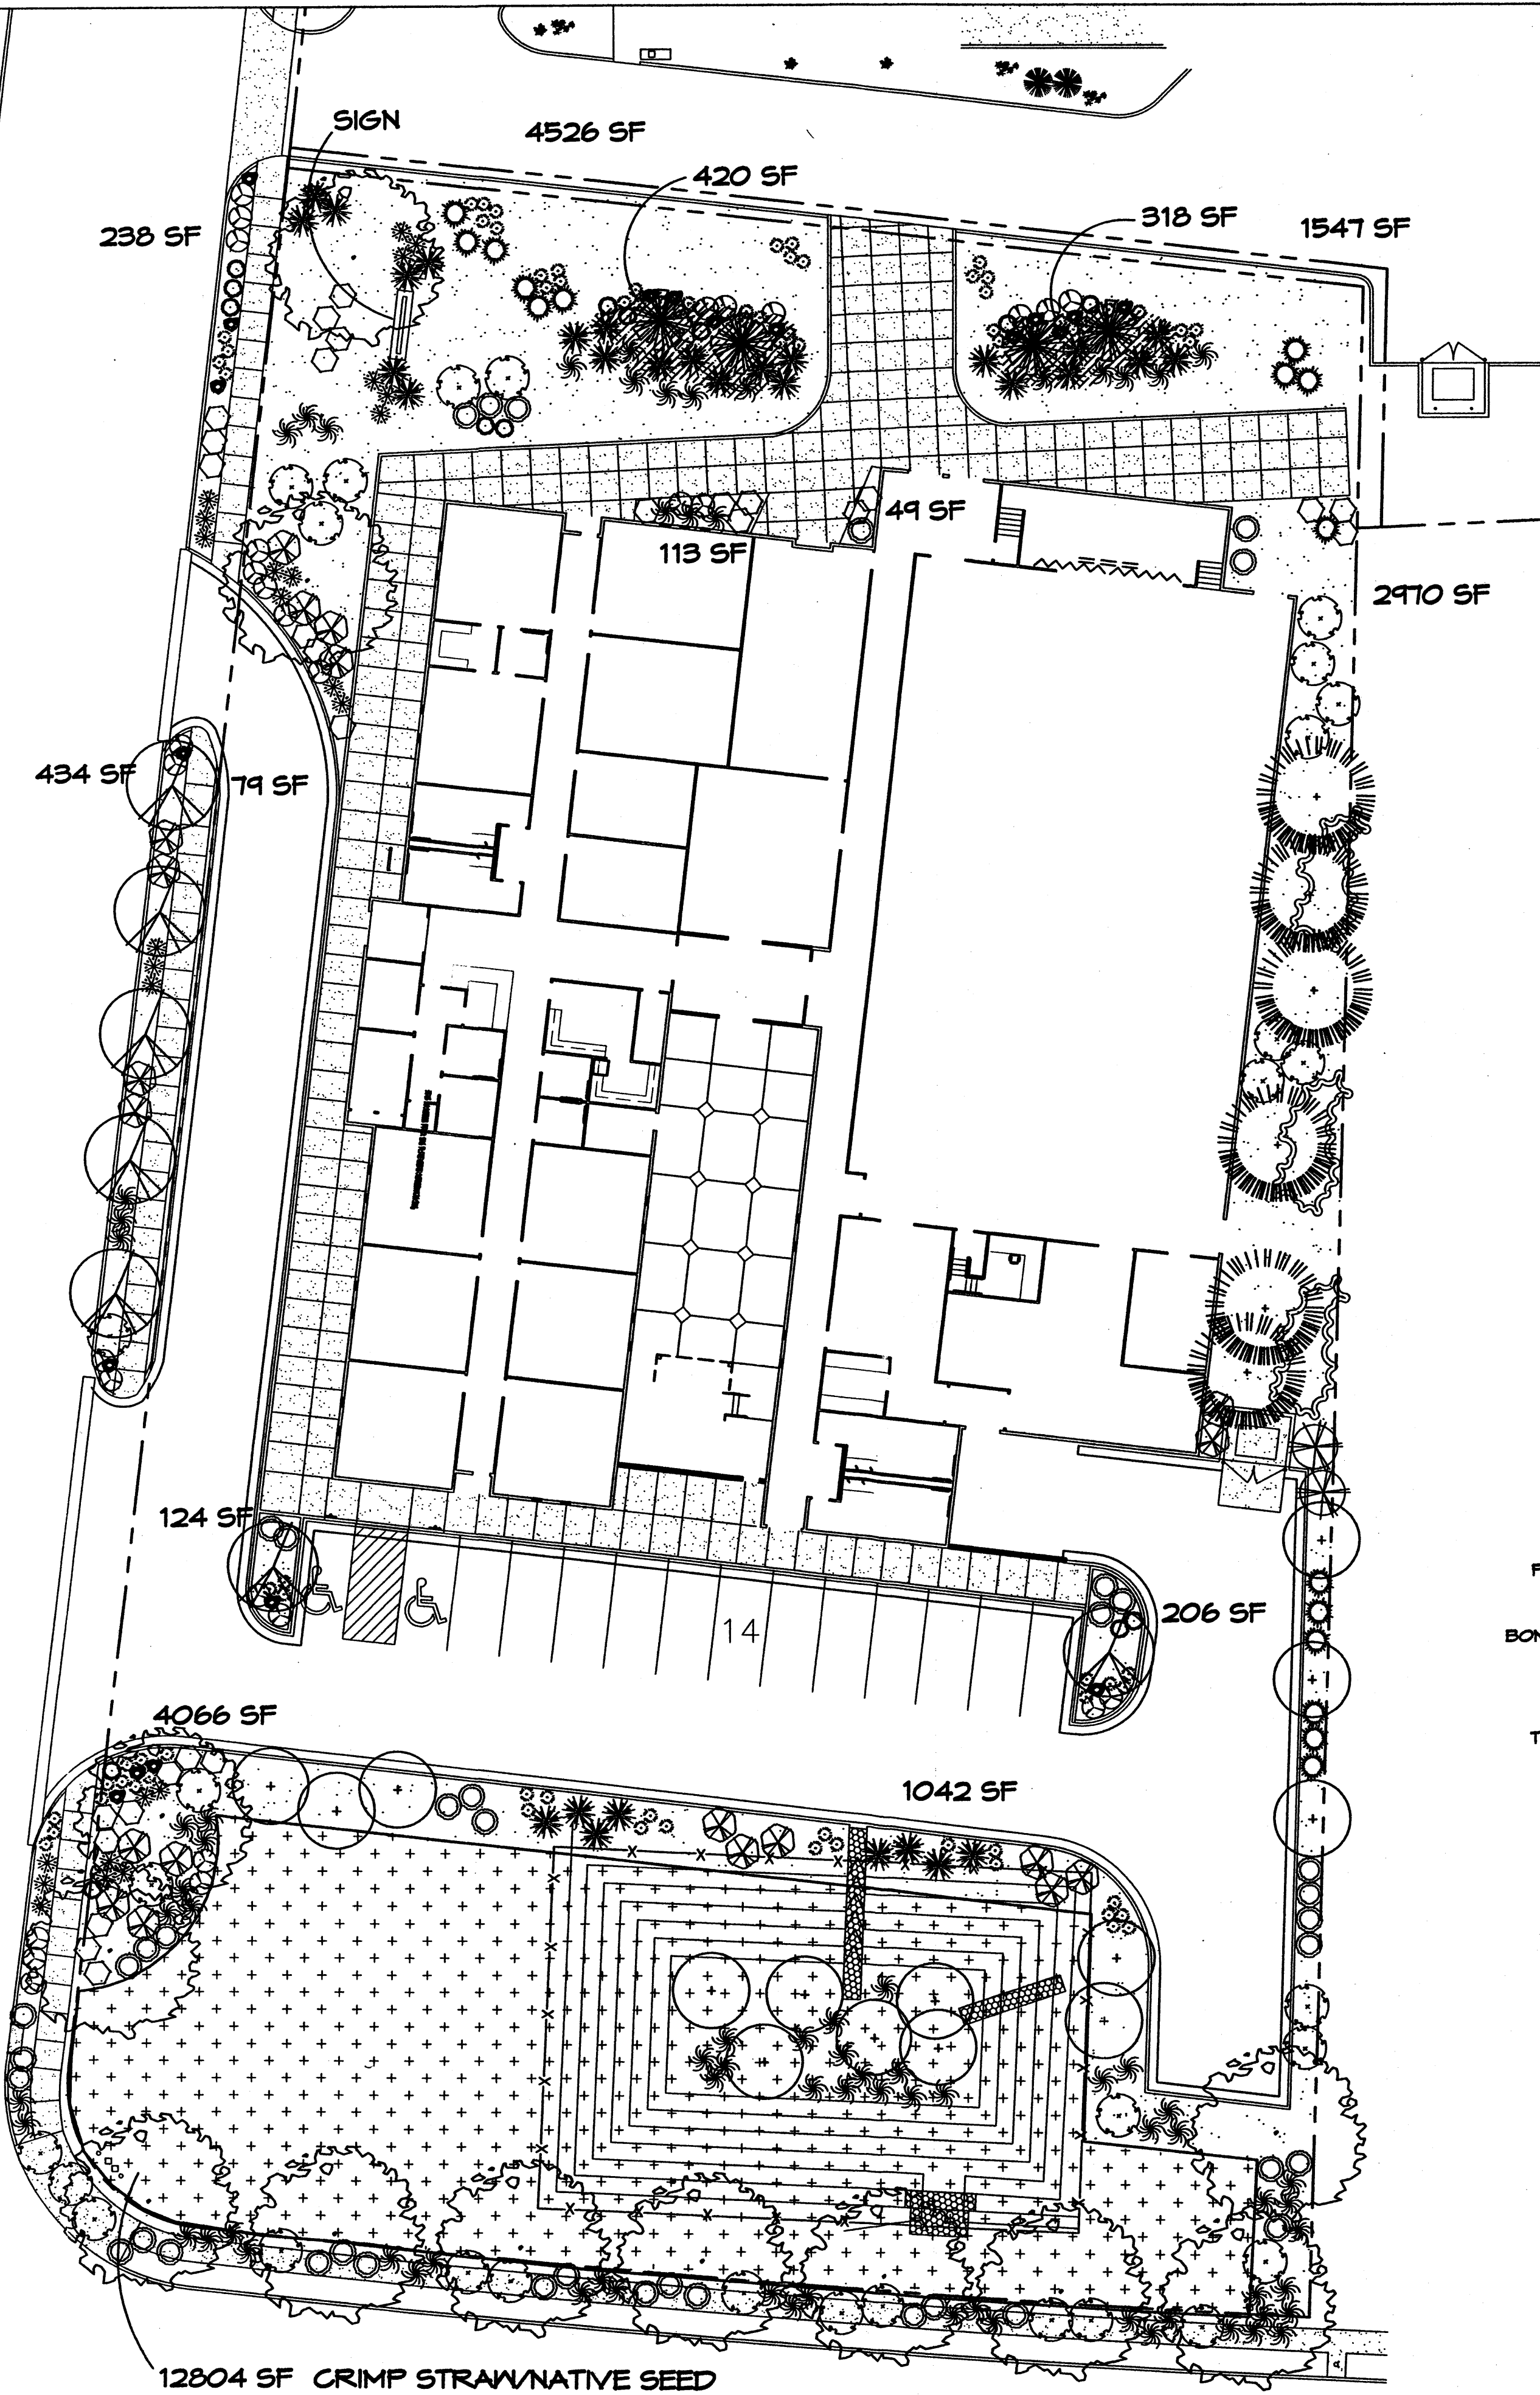 SIGN
4526 SF
420 SF
318 SF
1547 SF
238 SF
49 SF
113 SF
2970 SF
434 SF
79 SF
124 SF
14
206 SF
4066 SF
1042 SF
12804 SF CRIMP STRAW/NATIVE SEED